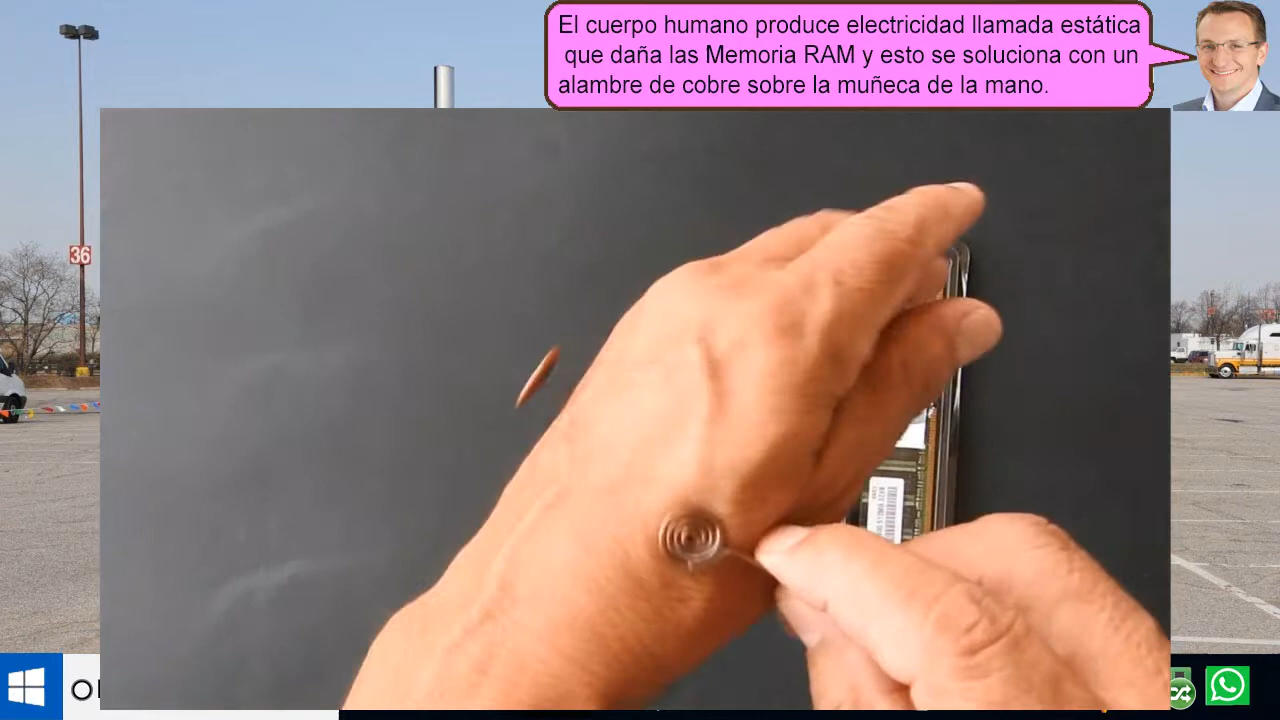 El cuerpo humano produce electricidad llamada estática
que daña las Memoria RAM y esto se soluciona con un
alambre de cobre sobre la muñeca de la mano.
36